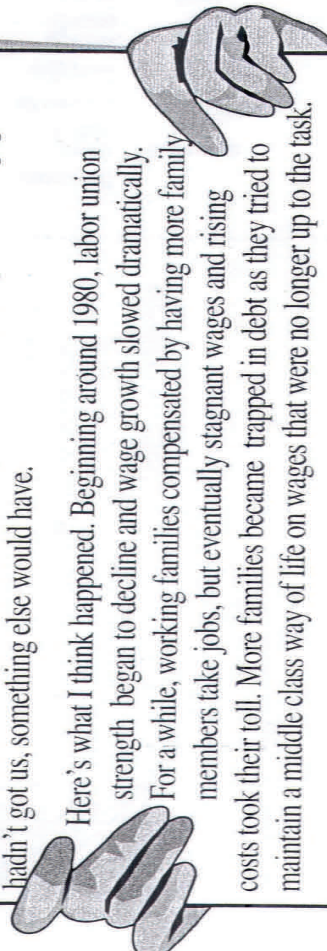 hadn't got us, something else would have.
Here's what I think happened. Beginning around 1980, labor union
strength began to decline and wage growth slowed dramatically.
For a while, working families compensated by having more family
members take jobs, but eventually stagnant wages and rising
costs took their toll. More families became trapped in debt as they tried to
maintain a middle class way of life on wages that were no longer up to the task.